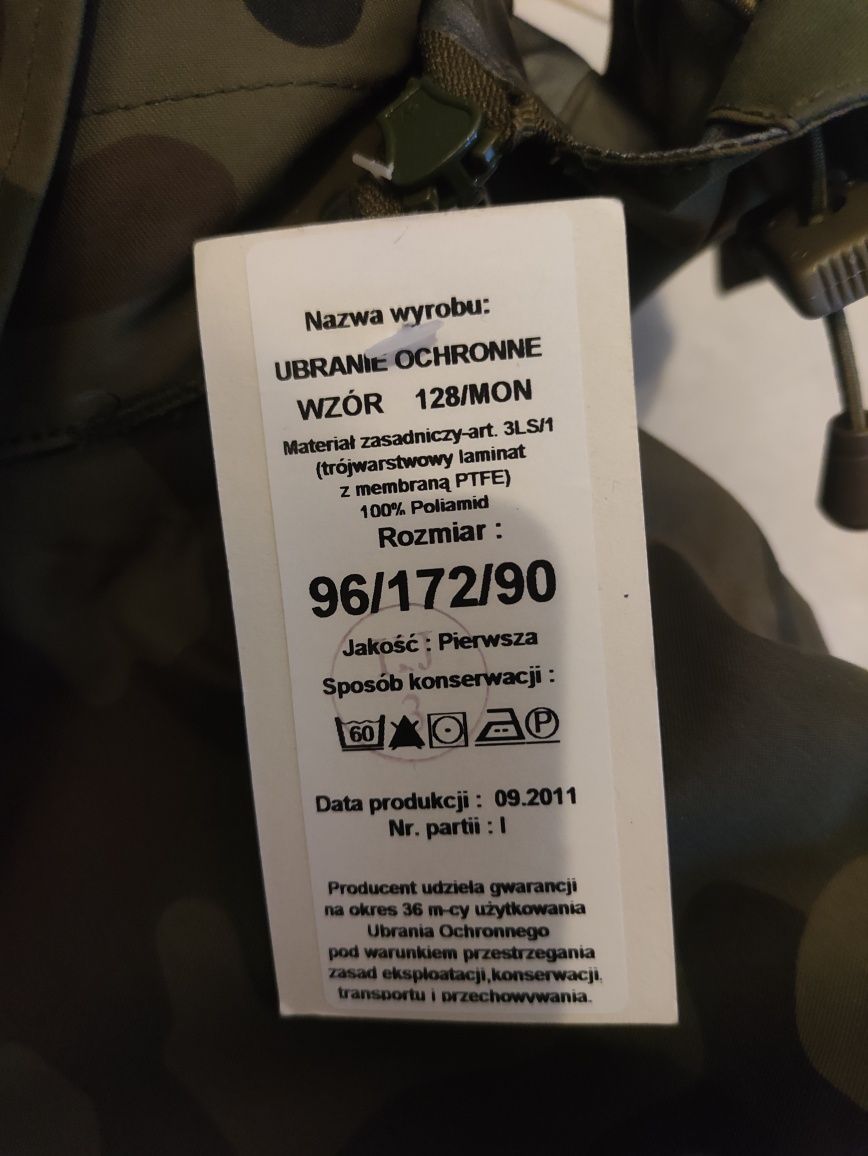 Nazwa wyrobu:
UBRANIE OCHRONNE
WZÓR 128/MON
Materiał zasadniczy-art. 3LS/1
(trójwarstwowy laminat
z membraną PTFE)
100% Poliamid
Rozmiar :
96/172/90
Jakość : Pierwsza
Sposób konserwacji :
60 P
Data produkcji : 09.2011
Nr. partii : I
Producent udziela gwarancji
na okres 36 m-cy użytkowania
Ubrania Ochronnego
pod warunkiem przestrzegania
zasad eksploatacji,konserwacji,
transportu i przechowywania.